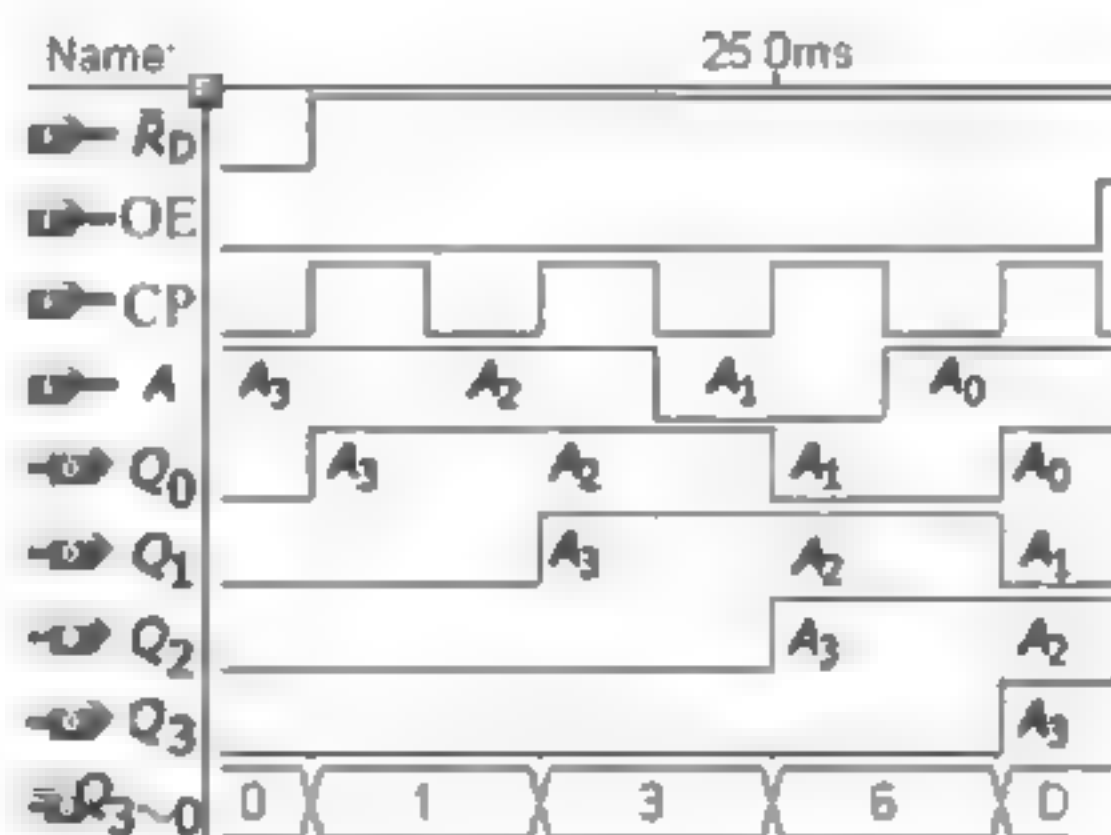 Name: 25.0ms
R̄D
OE
CP
A A3 A2 A1 A0
Q0 A3 A2 A1 A0
Q1 A3 A2 A1
Q2 A3 A2
Q3 A3
Q3~0 0 1 3 6 D